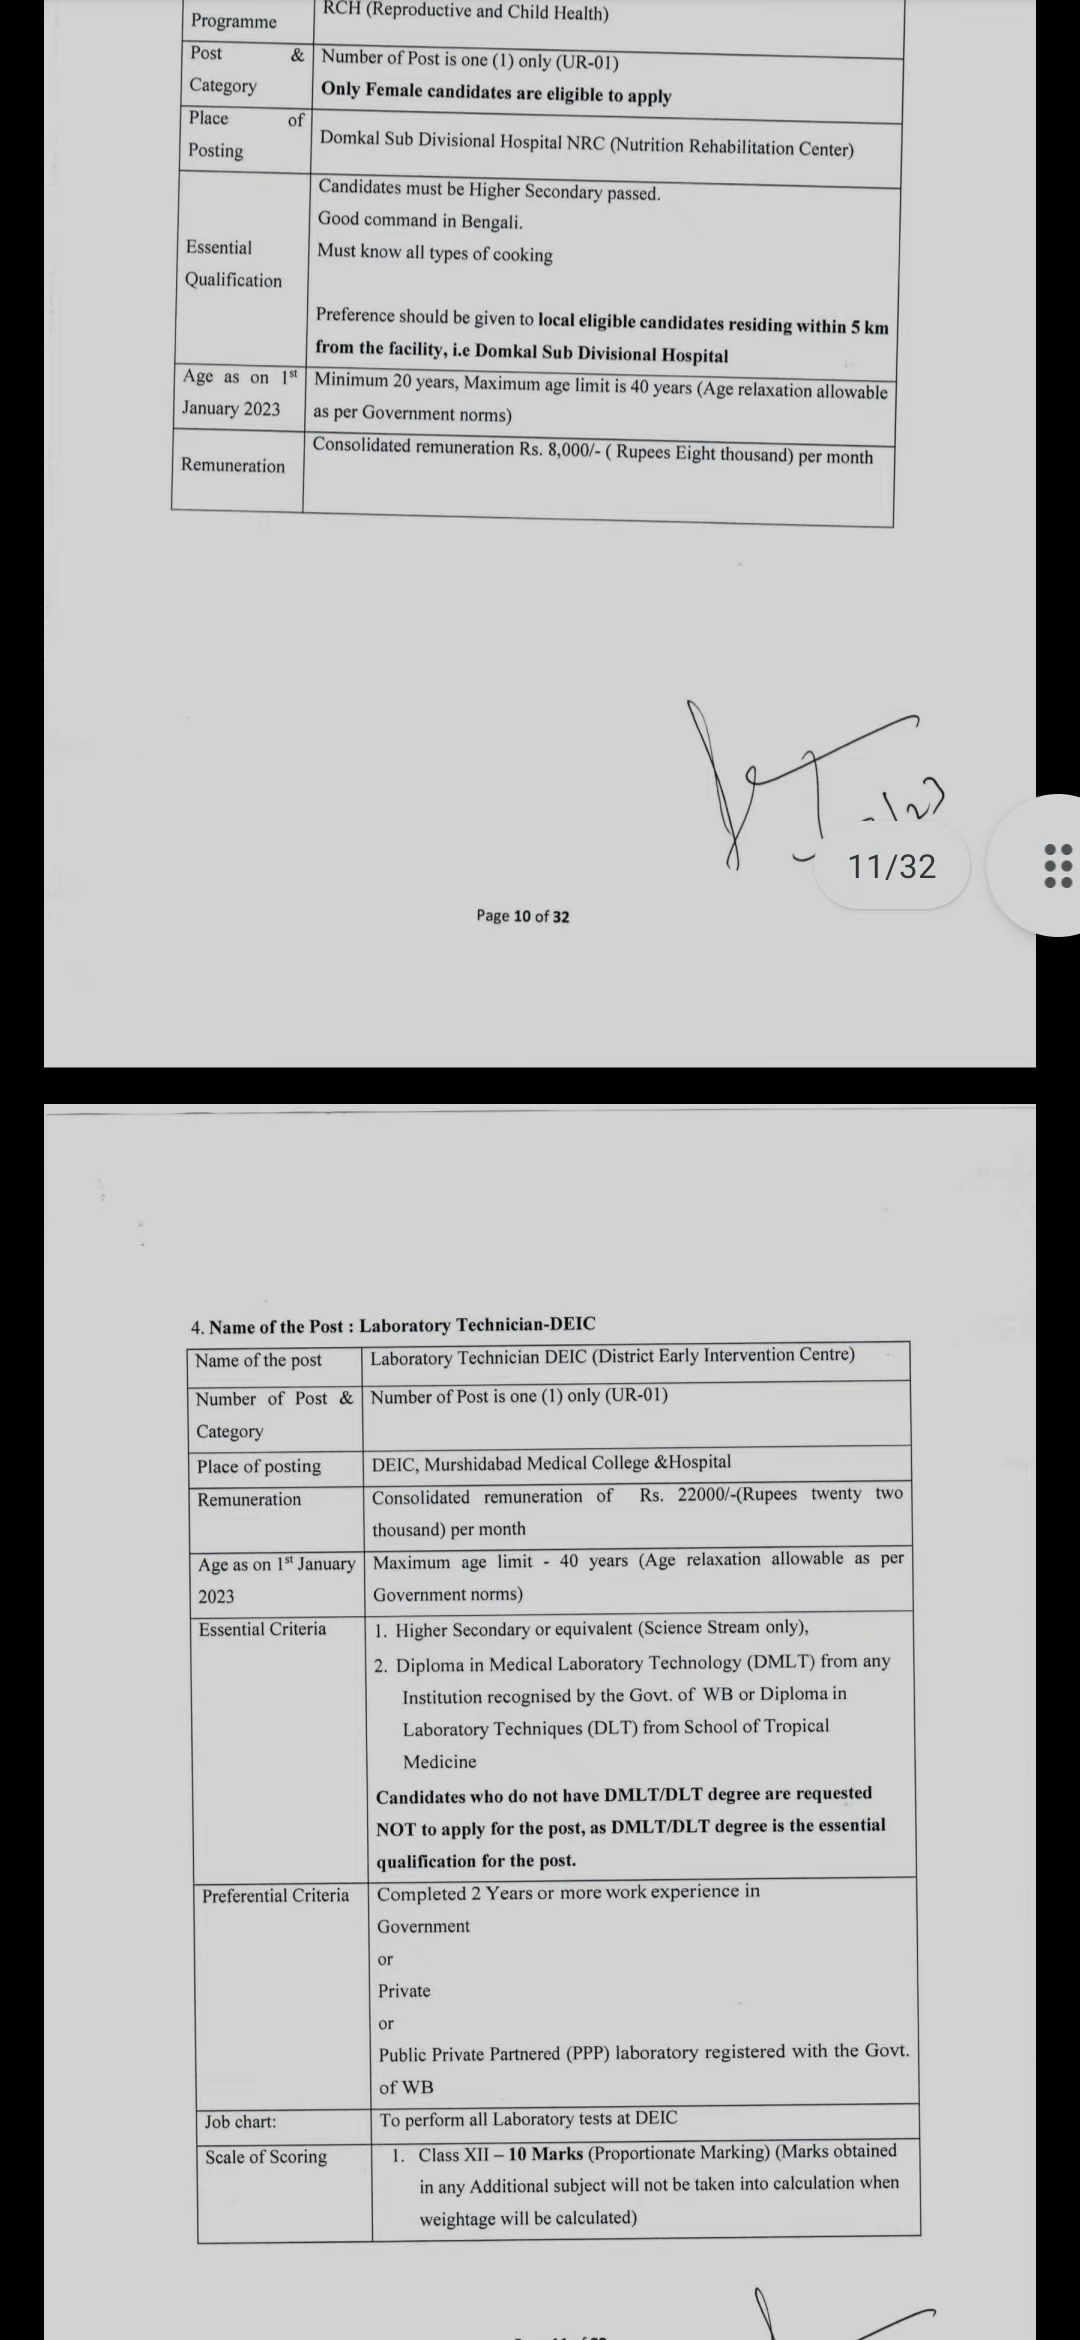 Programme
RCH (Reproductive and Child Health)
Post &
Category
Number of Post is one (1) only (UR-01)
Only Female candidates are eligible to apply
Place of
Posting
Domkal Sub Divisional Hospital NRC (Nutrition Rehabilitation Center)
Essential
Qualification
Candidates must be Higher Secondary passed.
Good command in Bengali.
Must know all types of cooking
Preference should be given to local eligible candidates residing within 5 km
from the facility, i.e Domkal Sub Divisional Hospital
Age as on 1st
January 2023
Minimum 20 years, Maximum age limit is 40 years (Age relaxation allowable
as per Government norms)
Remuneration
Consolidated remuneration Rs. 8,000/- ( Rupees Eight thousand) per month
11/32
Page 10 of 32
4. Name of the Post : Laboratory Technician-DEIC
Name of the post
Laboratory Technician DEIC (District Early Intervention Centre)
Number of Post &
Category
Number of Post is one (1) only (UR-01)
Place of posting
DEIC, Murshidabad Medical College &Hospital
Remuneration
Consolidated remuneration of Rs. 22000/-(Rupees twenty two
thousand) per month
Age as on 1st January
2023
Maximum age limit - 40 years (Age relaxation allowable as per
Government norms)
Essential Criteria
1. Higher Secondary or equivalent (Science Stream only),
2. Diploma in Medical Laboratory Technology (DMLT) from any
Institution recognised by the Govt. of WB or Diploma in
Laboratory Techniques (DLT) from School of Tropical
Medicine
Candidates who do not have DMLT/DLT degree are requested
NOT to apply for the post, as DMLT/DLT degree is the essential
qualification for the post.
Preferential Criteria
Completed 2 Years or more work experience in
Government
or
Private
or
Public Private Partnered (PPP) laboratory registered with the Govt.
of WB
Job chart:
To perform all Laboratory tests at DEIC
Scale of Scoring
1. Class XII – 10 Marks (Proportionate Marking) (Marks obtained
in any Additional subject will not be taken into calculation when
weightage will be calculated)